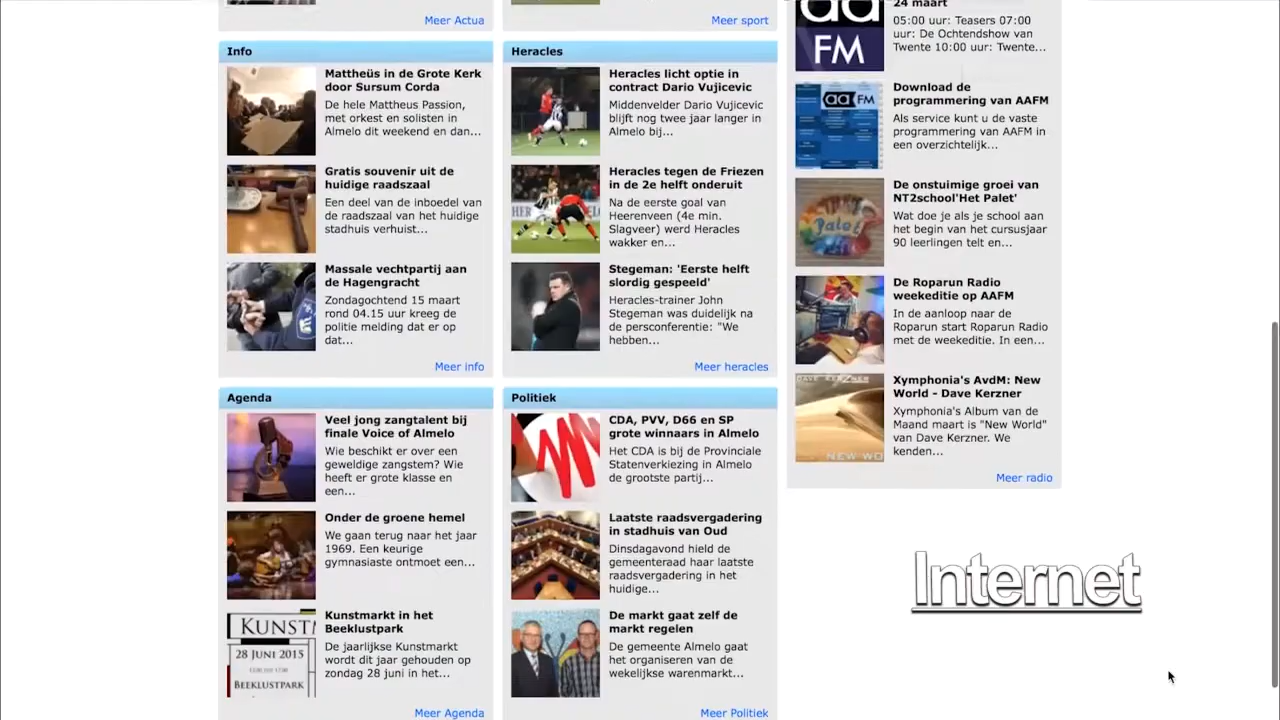 Meer Actua
Info
Mattheüs in de Grote Kerk
door Sursum Corda
De hele Mattheus Passion,
met orkest en solisten in
Almelo dit weekend en dan...
Gratis souvenir uit de
huidige raadszaal
Een deel van de inboedel van
de raadszaal van het huidige
stadhuis verhuist...
Massale vechtpartij aan
de Hagengracht
Zondagochtend 15 maart
rond 04.15 uur kreeg de
politie melding dat er op
dat...
Meer info
Agenda
Veel jong zangtalent bij
finale Voice of Almelo
Wie beschikt er over een
geweldige zangstem? Wie
heeft er grote klasse en
een...
Onder de groene hemel
We gaan terug naar het jaar
1969. Een keurige
gymnasiaste ontmoet een...
KUNST
28 JUNI 2015
BEEKLUSTPARK
Kunstmarkt in het
Beeklustpark
De jaarlijkse Kunstmarkt
wordt dit jaar gehouden op
zondag 28 juni in het...
Meer Agenda
Meer sport
Heracles
Heracles licht optie in
contract Dario Vujicevic
Middenvelder Dario Vujicevic
blijft nog twee jaar langer in
Almelo bij...
Heracles tegen de Friezen
in de 2e helft onderuit
Na de eerste goal van
Heerenveen (4e min.
Slagveer) werd Heracles
wakker en...
Stegeman: 'Eerste helft
slordig gespeeld'
Heracles-trainer John
Stegeman was duidelijk na
de persconferentie: "We
hebben...
Meer heracles
Politiek
CDA, PVV, D66 en SP
grote winnaars in Almelo
Het CDA is bij de Provinciale
Statenverkiezing in Almelo
de grootste partij...
Laatste raadsvergadering
in stadhuis van Oud
Dinsdagavond hield de
gemeenteraad haar laatste
raadsvergadering in het
huidige...
De markt gaat zelf de
markt regelen
De gemeente Almelo gaat
het organiseren van de
wekelijkse warenmarkt...
Meer Politiek
aa
FM
24 maart
05:00 uur: Teasers 07:00
uur: De Ochtendshow van
Twente 10:00 uur: Twente...
aa FM
Download de
programmering van AAFM
Als service kunt u de vaste
programmering van AAFM in
een overzichtelijk...
Palet
De onstuimige groei van
NT2school'Het Palet'
Wat doe je als je school aan
het begin van het cursusjaar
90 leerlingen telt en...
De Roparun Radio
weekeditie op AAFM
In de aanloop naar de
Roparun start Roparun Radio
met de weekeditie. In een...
DAVE KERZNER
NEW WO
Xymphonia's AvdM: New
World - Dave Kerzner
Xymphonia's Album van de
Maand maart is "New World"
van Dave Kerzner. We
kenden...
Meer radio
Internet